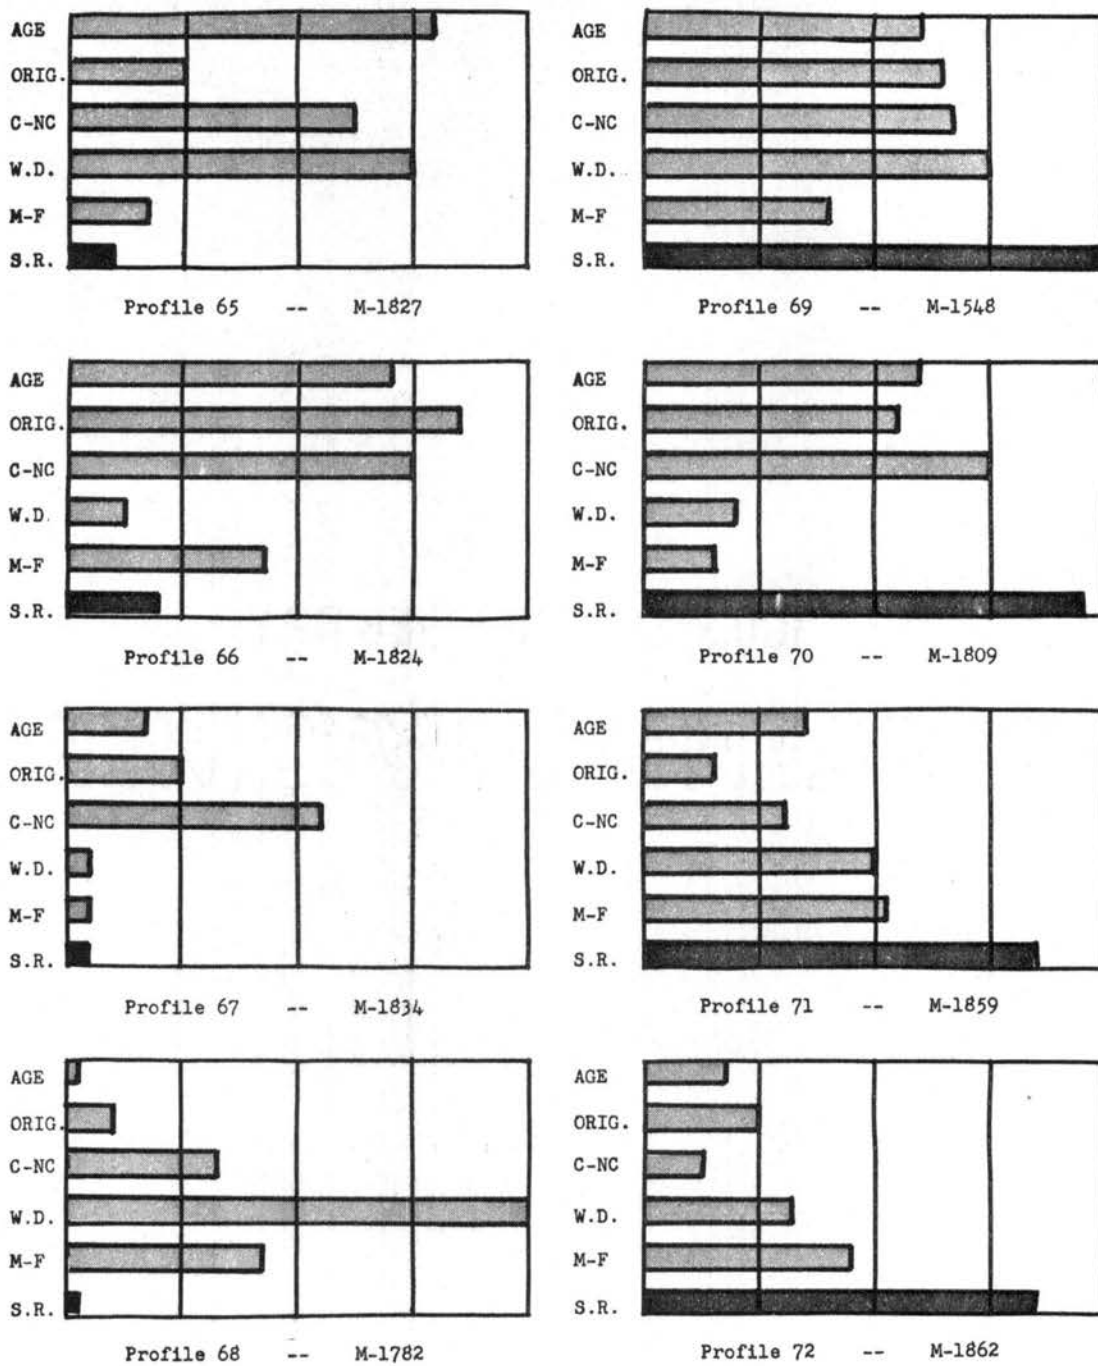 AGE
ORIG.
C-NC
W.D.
M-F
S.R.
Profile 65 -- M-1827
AGE
ORIG.
C-NC
W.D.
M-F
S.R.
Profile 69 -- M-1548
AGE
ORIG.
C-NC
W.D.
M-F
S.R.
Profile 66 -- M-1824
AGE
ORIG.
C-NC
W.D.
M-F
S.R.
Profile 70 -- M-1809
AGE
ORIG.
C-NC
W.D.
M-F
S.R.
Profile 67 -- M-1834
AGE
ORIG.
C-NC
W.D.
M-F
S.R.
Profile 71 -- M-1859
AGE
ORIG.
C-NC
W.D.
M-F
S.R.
Profile 68 -- M-1782
AGE
ORIG.
C-NC
W.D.
M-F
S.R.
Profile 72 -- M-1862